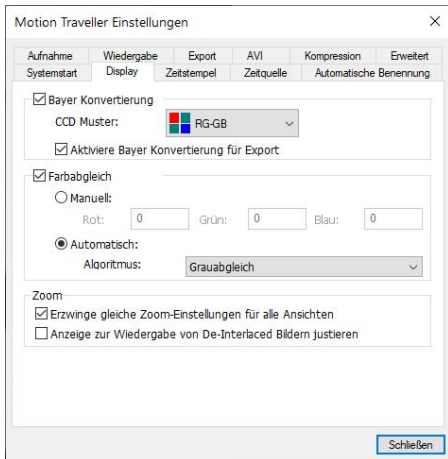 Motion Traveller Einstellungen
Aufnahme Wiedergabe Export AVI Kompression Erweitert
Systemstart Display Zeitstempel Zeitquelle Automatische Benennung
Bayer Konvertierung
CCD Muster: RG-GB
Aktiviere Bayer Konvertierung für Export
Farbabgleich
Manuell:
Rot: 0 Grün: 0 Blau: 0
Automatisch:
Algoritmus: Grauabgleich
Zoom
Erzwinge gleiche Zoom-Einstellungen für alle Ansichten
Anzeige zur Wiedergabe von De-Interlaced Bildern justieren
Schließen